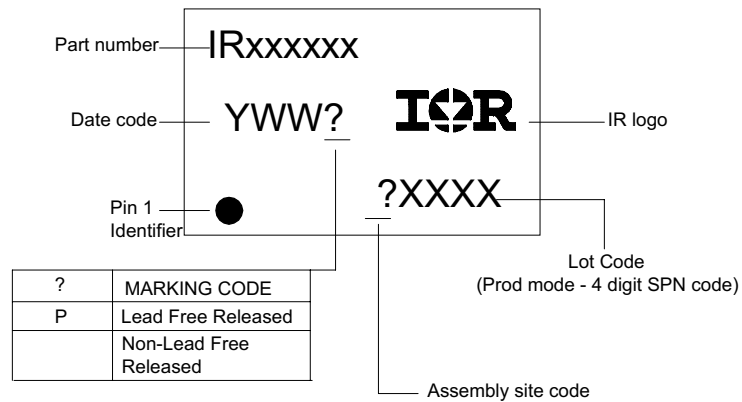 Part number
IRxxxxxx
Date code
YWW?
IOR
IR logo
?XXXX
Pin 1
Identifier
Lot Code
(Prod mode - 4 digit SPN code)
? MARKING CODE
P Lead Free Released
Non-Lead Free
Released
Assembly site code